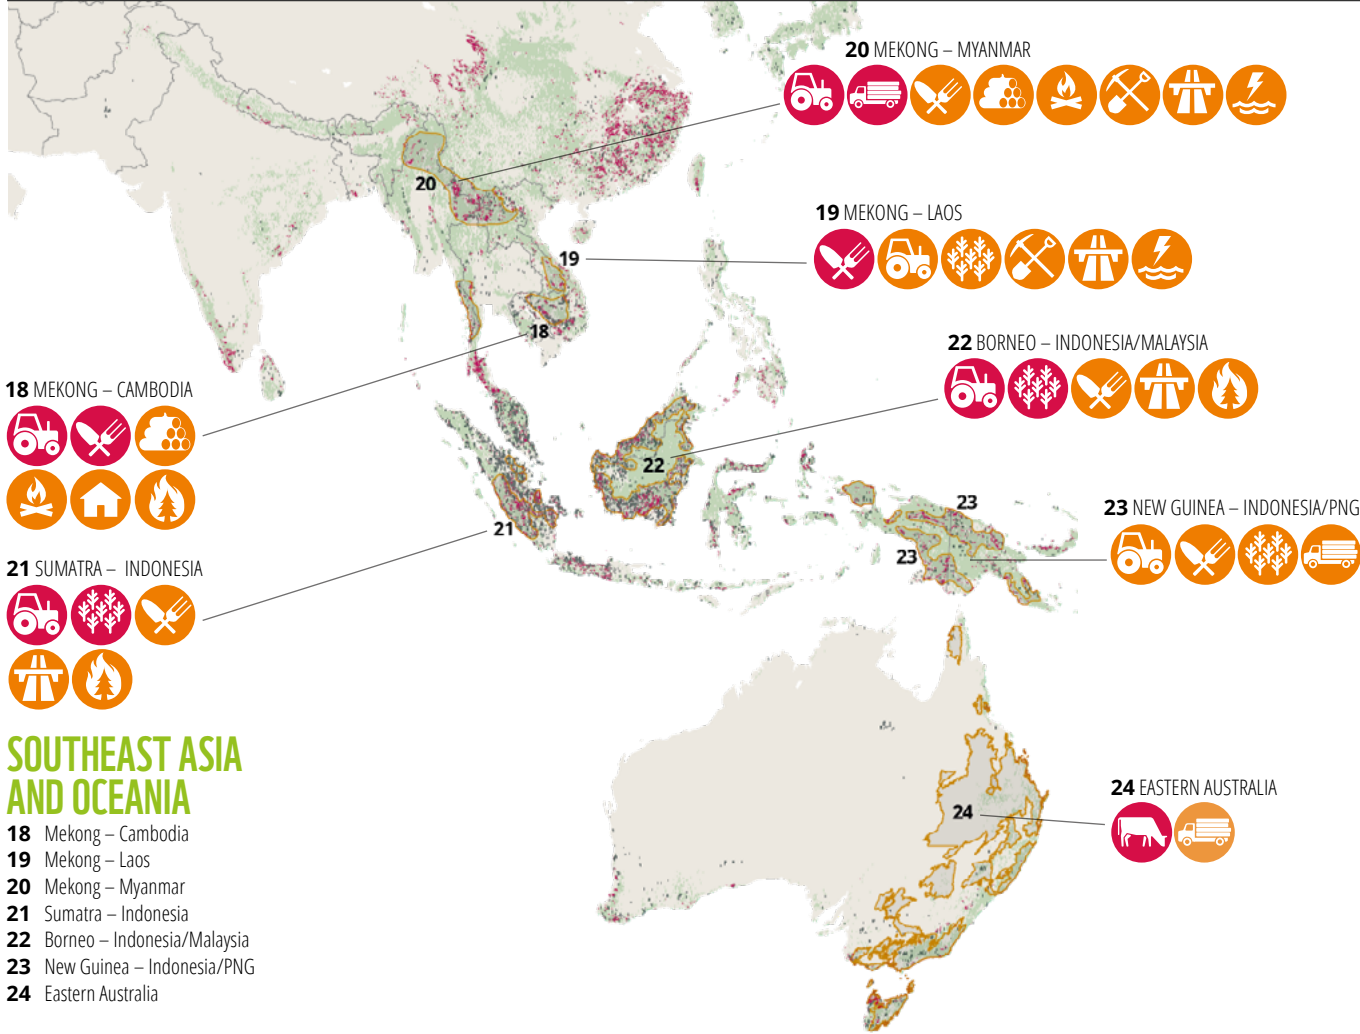 20 MEKONG – MYANMAR
20
19 MEKONG – LAOS
19
18
22 BORNEO – INDONESIA/MALAYSIA
18 MEKONG – CAMBODIA
22
23
23 NEW GUINEA – INDONESIA/PNG
21
23
21 SUMATRA – INDONESIA
SOUTHEAST ASIA
AND OCEANIA
24 EASTERN AUSTRALIA
24
18 Mekong – Cambodia
19 Mekong – Laos
20 Mekong – Myanmar
21 Sumatra – Indonesia
22 Borneo – Indonesia/Malaysia
23 New Guinea – Indonesia/PNG
24 Eastern Australia